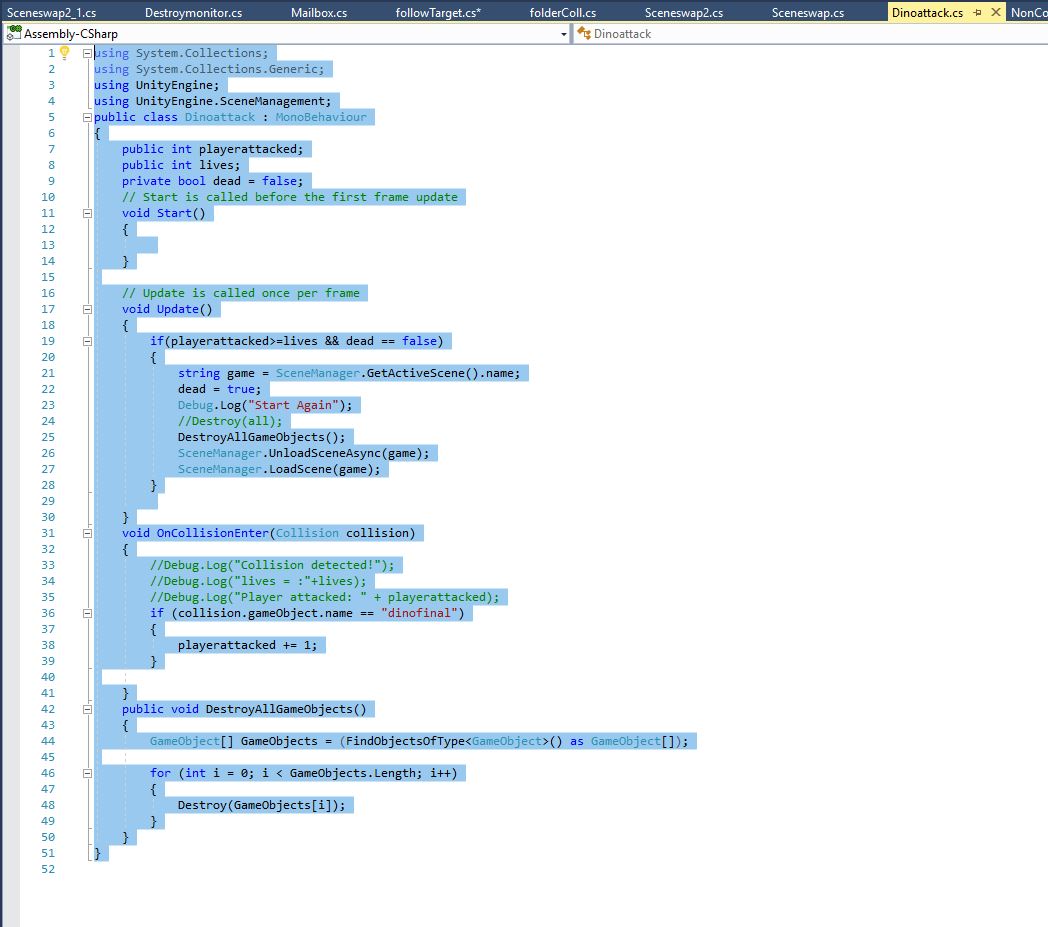 Sceneswap2_1.cs Destroymonitor.cs Mailbox.cs followTarget.cs* folderColl.cs Sceneswap2.cs Sceneswap.cs Dinoattack.cs NonCo
Assembly-CSharp Dinoattack
1 using System.Collections;
2 using System.Collections.Generic;
3 using UnityEngine;
4 using UnityEngine.SceneManagement;
5 public class Dinoattack : MonoBehaviour
6 {
7 public int playerattacked;
8 public int lives;
9 private bool dead = false;
10 // Start is called before the first frame update
11 void Start()
12 {
13
14 }
15
16 // Update is called once per frame
17 void Update()
18 {
19 if(playerattacked>=lives && dead == false)
20 {
21 string game = SceneManager.GetActiveScene().name;
22 dead = true;
23 Debug.Log("Start Again");
24 //Destroy(all);
25 DestroyAllGameObjects();
26 SceneManager.UnloadSceneAsync(game);
27 SceneManager.LoadScene(game);
28 }
29
30 }
31 void OnCollisionEnter(Collision collision)
32 {
33 //Debug.Log("Collision detected!");
34 //Debug.Log("lives = :"+lives);
35 //Debug.Log("Player attacked: " + playerattacked);
36 if (collision.gameObject.name == "dinofinal")
37 {
38 playerattacked += 1;
39 }
40
41 }
42 public void DestroyAllGameObjects()
43 {
44 GameObject[] GameObjects = (FindObjectsOfType<GameObject>() as GameObject[]);
45
46 for (int i = 0; i < GameObjects.Length; i++)
47 {
48 Destroy(GameObjects[i]);
49 }
50 }
51 }
52